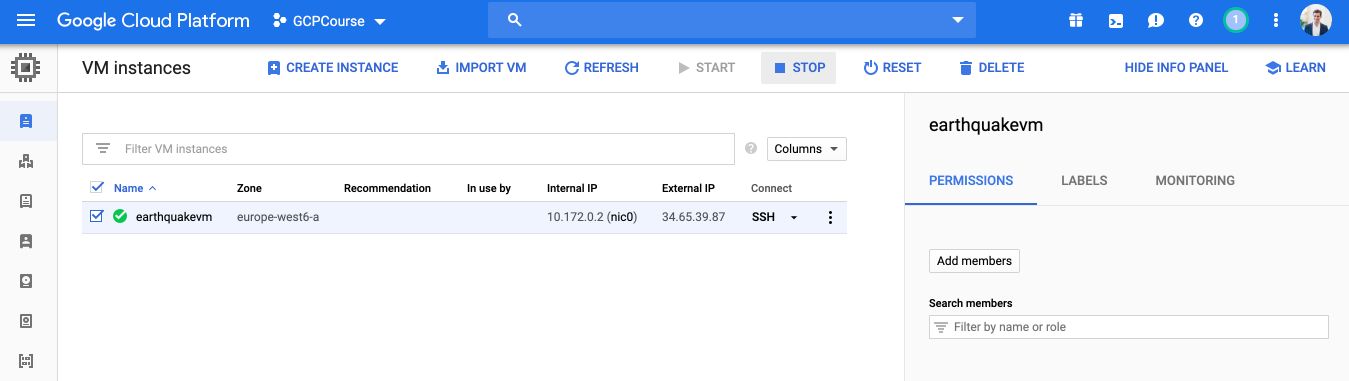 Google Cloud Platform GCPCourse 1
VM instances CREATE INSTANCE IMPORT VM REFRESH START STOP RESET DELETE HIDE INFO PANEL LEARN
earthquakevm
Filter VM instances ? Columns
PERMISSIONS LABELS MONITORING
Name Zone Recommendation In use by Internal IP External IP Connect
earthquakevm europe-west6-a 10.172.0.2 (nic0) 34.65.39.87 SSH
Add members
Search members
Filter by name or role